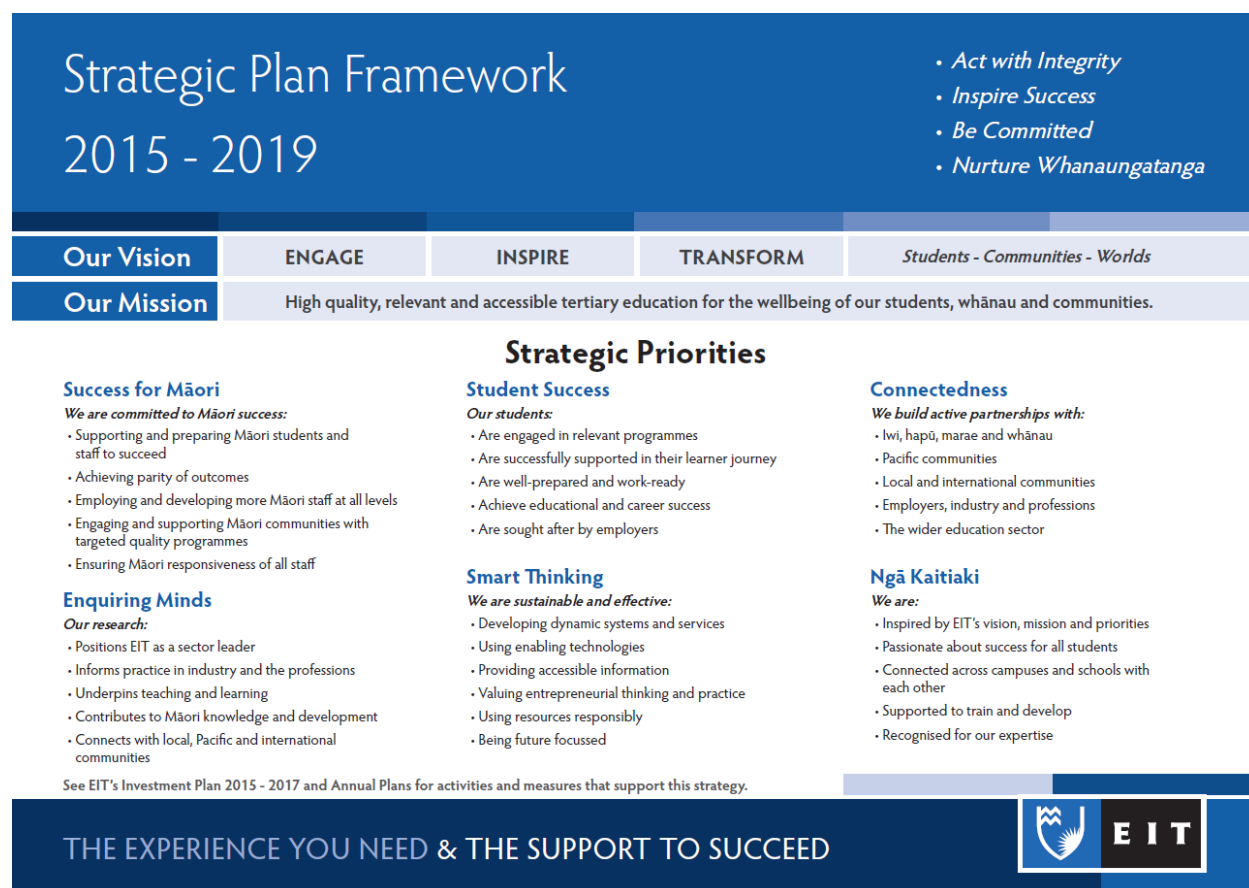 Strategic Plan Framework
2015 - 2019
• Act with Integrity
• Inspire Success
• Be Committed
• Nurture Whanaungatanga
Our Vision
ENGAGE
INSPIRE
TRANSFORM
Students - Communities - Worlds
Our Mission
High quality, relevant and accessible tertiary education for the wellbeing of our students, whānau and communities.
Strategic Priorities
Success for Māori
We are committed to Māori success:
• Supporting and preparing Māori students and
staff to succeed
• Achieving parity of outcomes
• Employing and developing more Māori staff at all levels
• Engaging and supporting Māori communities with
targeted quality programmes
• Ensuring Māori responsiveness of all staff
Enquiring Minds
Our research:
• Positions EIT as a sector leader
• Informs practice in industry and the professions
• Underpins teaching and learning
• Contributes to Māori knowledge and development
• Connects with local, Pacific and international
communities
Student Success
Our students:
• Are engaged in relevant programmes
• Are successfully supported in their learner journey
• Are well-prepared and work-ready
• Achieve educational and career success
• Are sought after by employers
Smart Thinking
We are sustainable and effective:
• Developing dynamic systems and services
• Using enabling technologies
• Providing accessible information
• Valuing entrepreneurial thinking and practice
• Using resources responsibly
• Being future focussed
Connectedness
We build active partnerships with:
• Iwi, hapū, marae and whānau
• Pacific communities
• Local and international communities
• Employers, industry and professions
• The wider education sector
Ngā Kaitiaki
We are:
• Inspired by EIT's vision, mission and priorities
• Passionate about success for all students
• Connected across campuses and schools with
each other
• Supported to train and develop
• Recognised for our expertise
See EIT's Investment Plan 2015 - 2017 and Annual Plans for activities and measures that support this strategy.
THE EXPERIENCE YOU NEED & THE SUPPORT TO SUCCEED
EIT